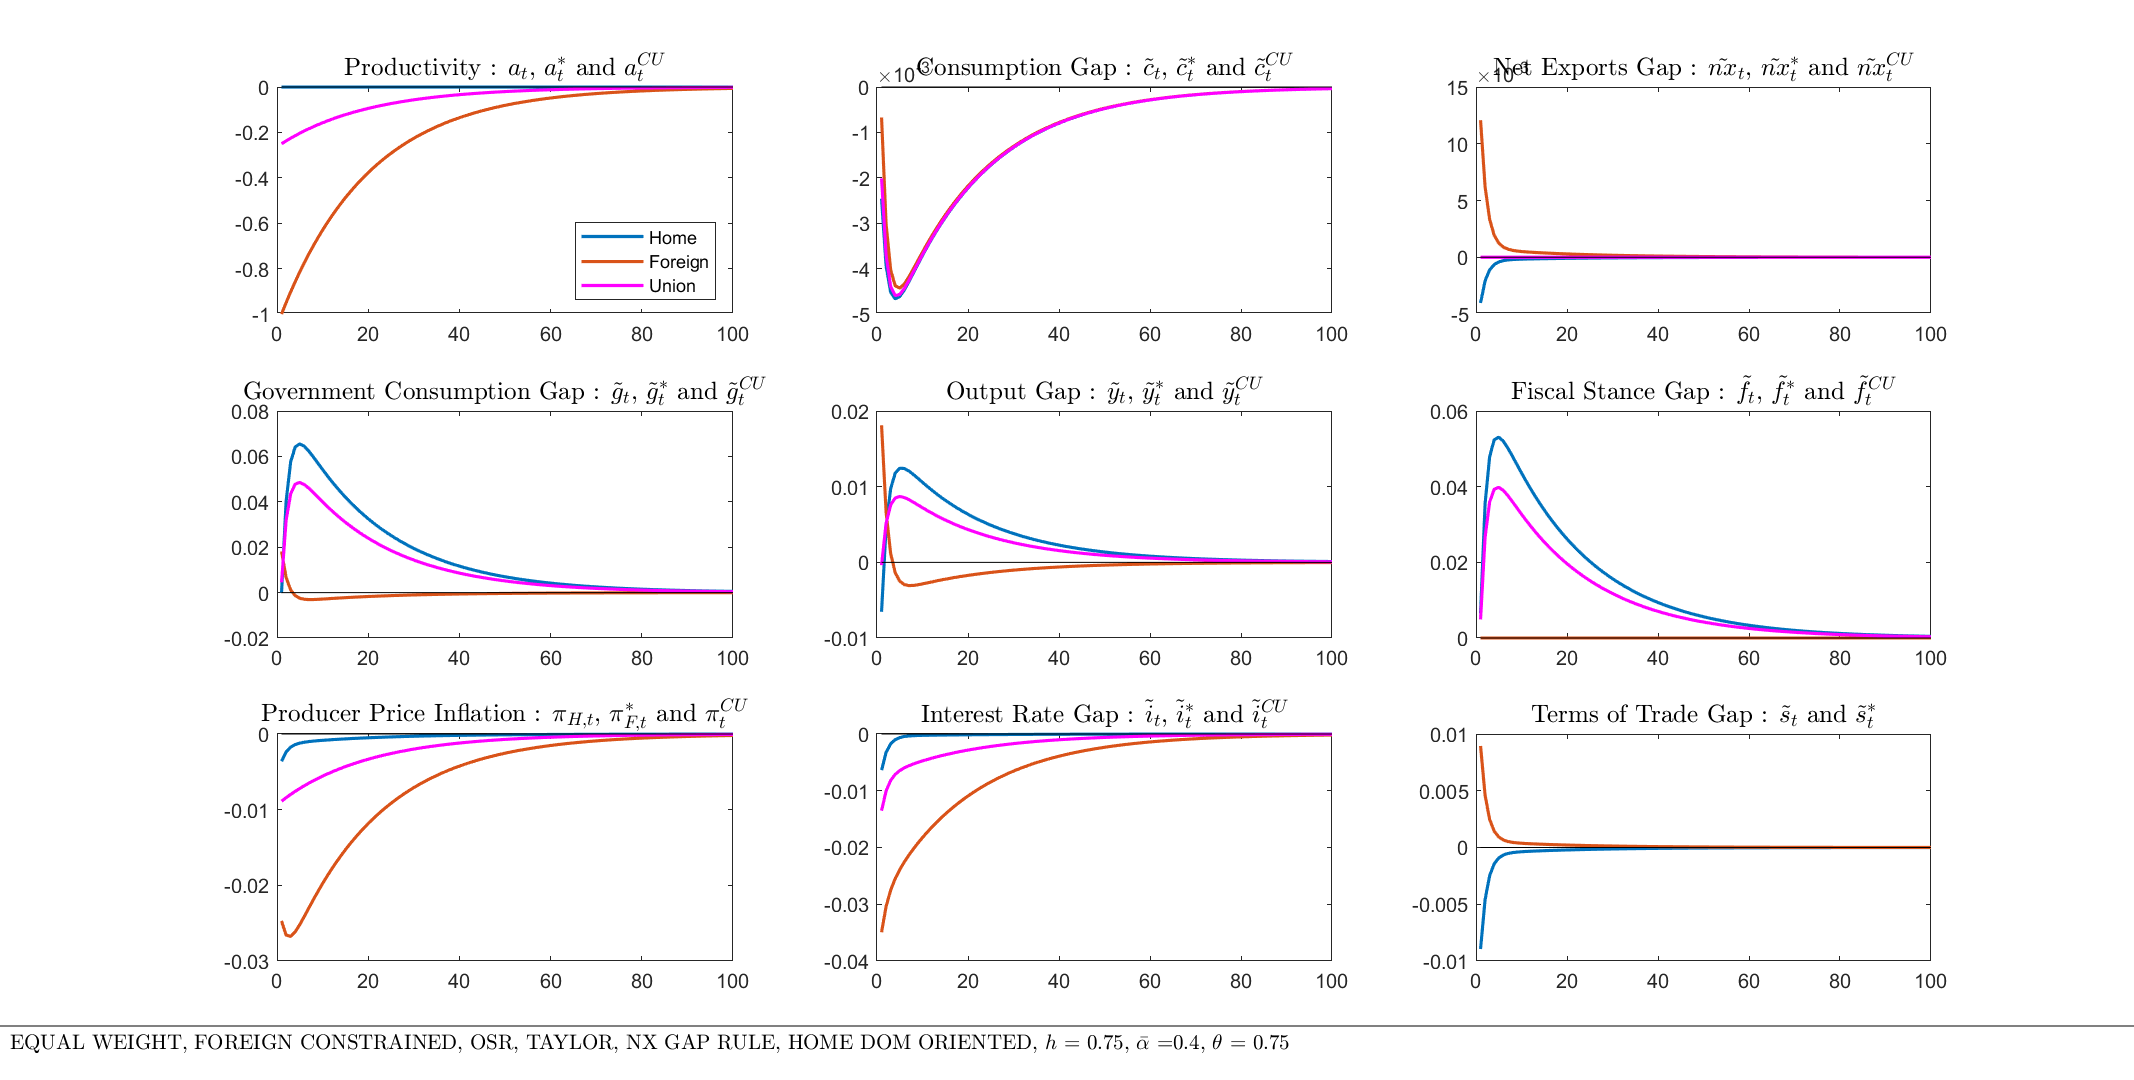 Productivity : a_t, a_t^* and a_t^{CU}
0
-0.2
-0.4
-0.6
-0.8
-1
0 20 40 60 80 100
Home
Foreign
Union
Consumption Gap : c̃_t, c̃_t^* and c̃_t^{CU}
0
-1
-2
-3
-4
-5
0 20 40 60 80 100
Net Exports Gap : ñx_t, ñx_t^* and ñx_t^{CU}
15
10
5
0
-5
0 20 40 60 80 100
Government Consumption Gap : g̃_t, g̃_t^* and g̃_t^{CU}
0.08
0.06
0.04
0.02
0
-0.02
0 20 40 60 80 100
Output Gap : ỹ_t, ỹ_t^* and ỹ_t^{CU}
0.02
0.01
0
-0.01
0 20 40 60 80 100
Fiscal Stance Gap : f̃_t, f̃_t^* and f̃_t^{CU}
0.06
0.04
0.02
0
0 20 40 60 80 100
Producer Price Inflation : π_{H,t}, π_{F,t}^* and π_t^{CU}
0
-0.01
-0.02
-0.03
0 20 40 60 80 100
Interest Rate Gap : ĩ_t, ĩ_t^* and ĩ_t^{CU}
0
-0.01
-0.02
-0.03
-0.04
0 20 40 60 80 100
Terms of Trade Gap : s̃_t and s̃_t^*
0.01
0.005
0
-0.005
-0.01
0 20 40 60 80 100
EQUAL WEIGHT, FOREIGN CONSTRAINED, OSR, TAYLOR, NX GAP RULE, HOME DOM ORIENTED, h = 0.75, ᾱ =0.4, θ = 0.75